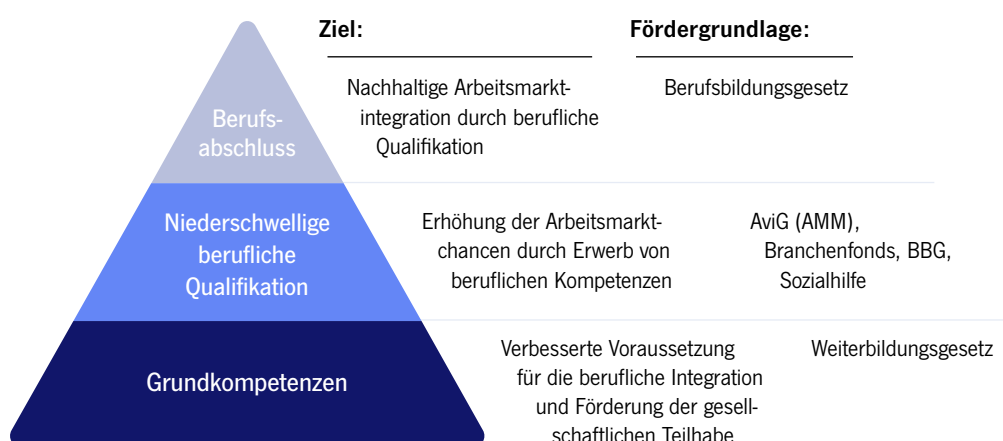 Ziel:
Fördergrundlage:
Berufs-
abschluss
Nachhaltige Arbeitsmarkt-
integration durch berufliche
Qualifikation
Berufsbildungsgesetz
Niederschwellige
berufliche
Qualifikation
Erhöhung der Arbeitsmarkt-
chancen durch Erwerb von
beruflichen Kompetenzen
AviG (AMM),
Branchenfonds, BBG,
Sozialhilfe
Grundkompetenzen
Verbesserte Voraussetzung
für die berufliche Integration
und Förderung der gesell-
schaftlichen Teilhabe
Weiterbildungsgesetz